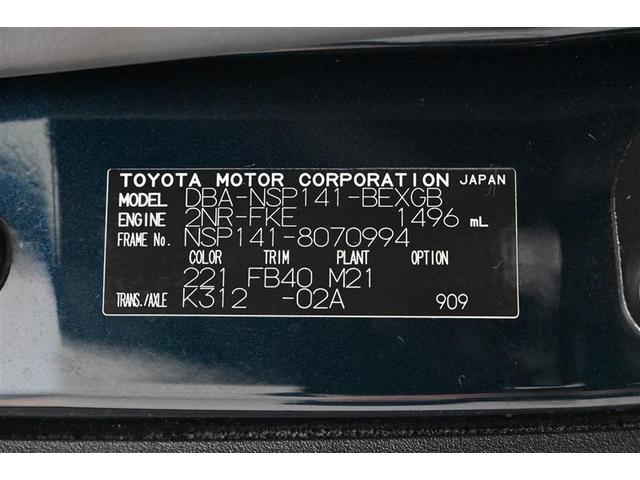 TOYOTA MOTOR CORPORATION JAPAN
MODEL DBA-NSP141-BEXGB
ENGINE 2NR-FKE 1496 mL
FRAME No. NSP141-8070994
COLOR TRIM PLANT OPTION
221 FB40 M21
TRANS./AXLE K312 -02A 909